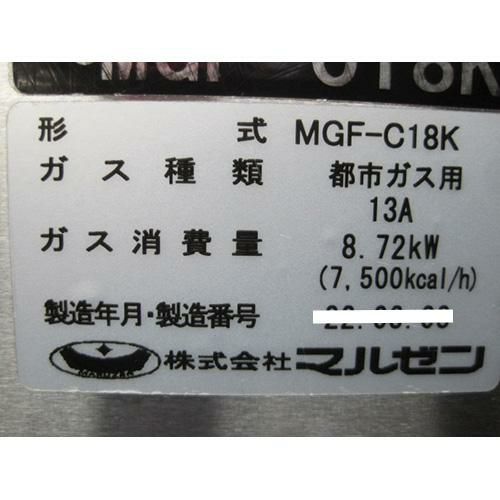 形式 MGF-C18K
ガス種類 都市ガス用
13A
ガス消費量 8.72kW
(7,500kcal/h)
製造年月・製造番号
MARUZEN 株式会社 マルゼン